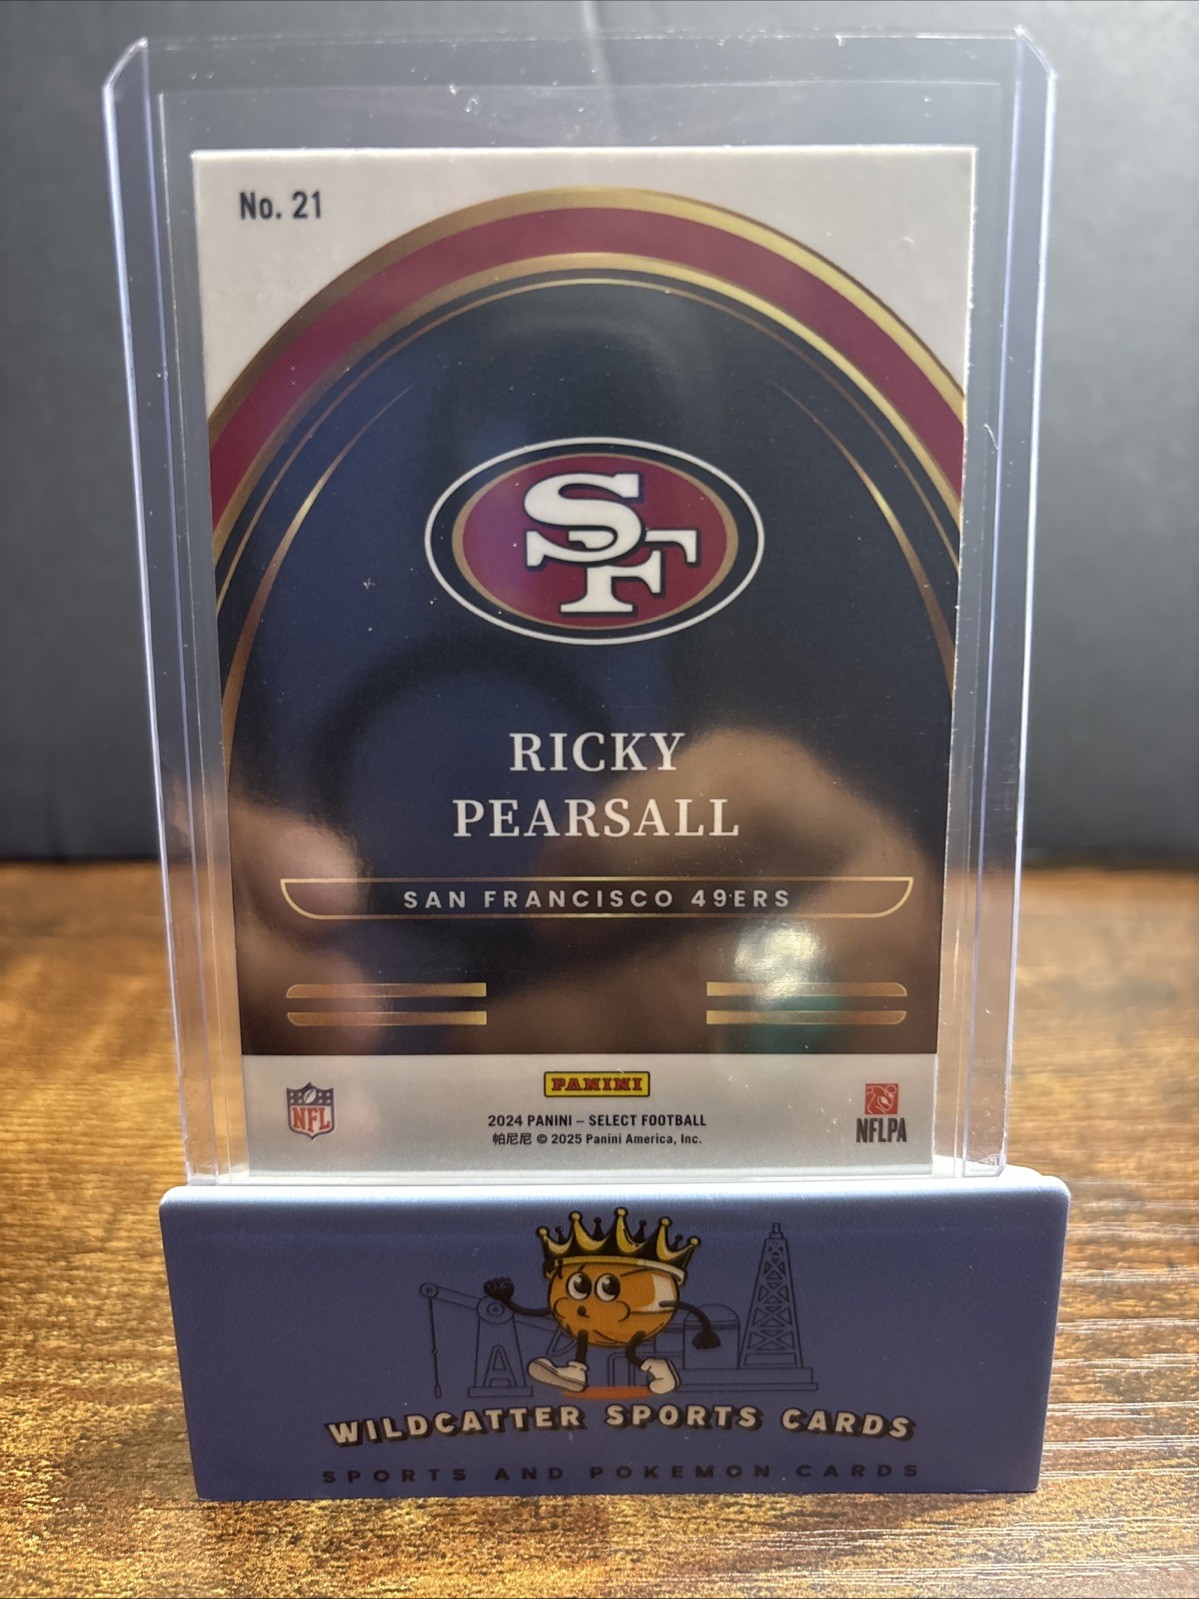 No. 21
SF
RICKY
PEARSALL
SAN FRANCISCO 49ERS
PANINI
NFL
2024 PANINI – SELECT FOOTBALL
帕尼尼 © 2025 Panini America, Inc.
NFLPA
WILDCATTER SPORTS CARDS
SPORTS AND POKEMON CARDS